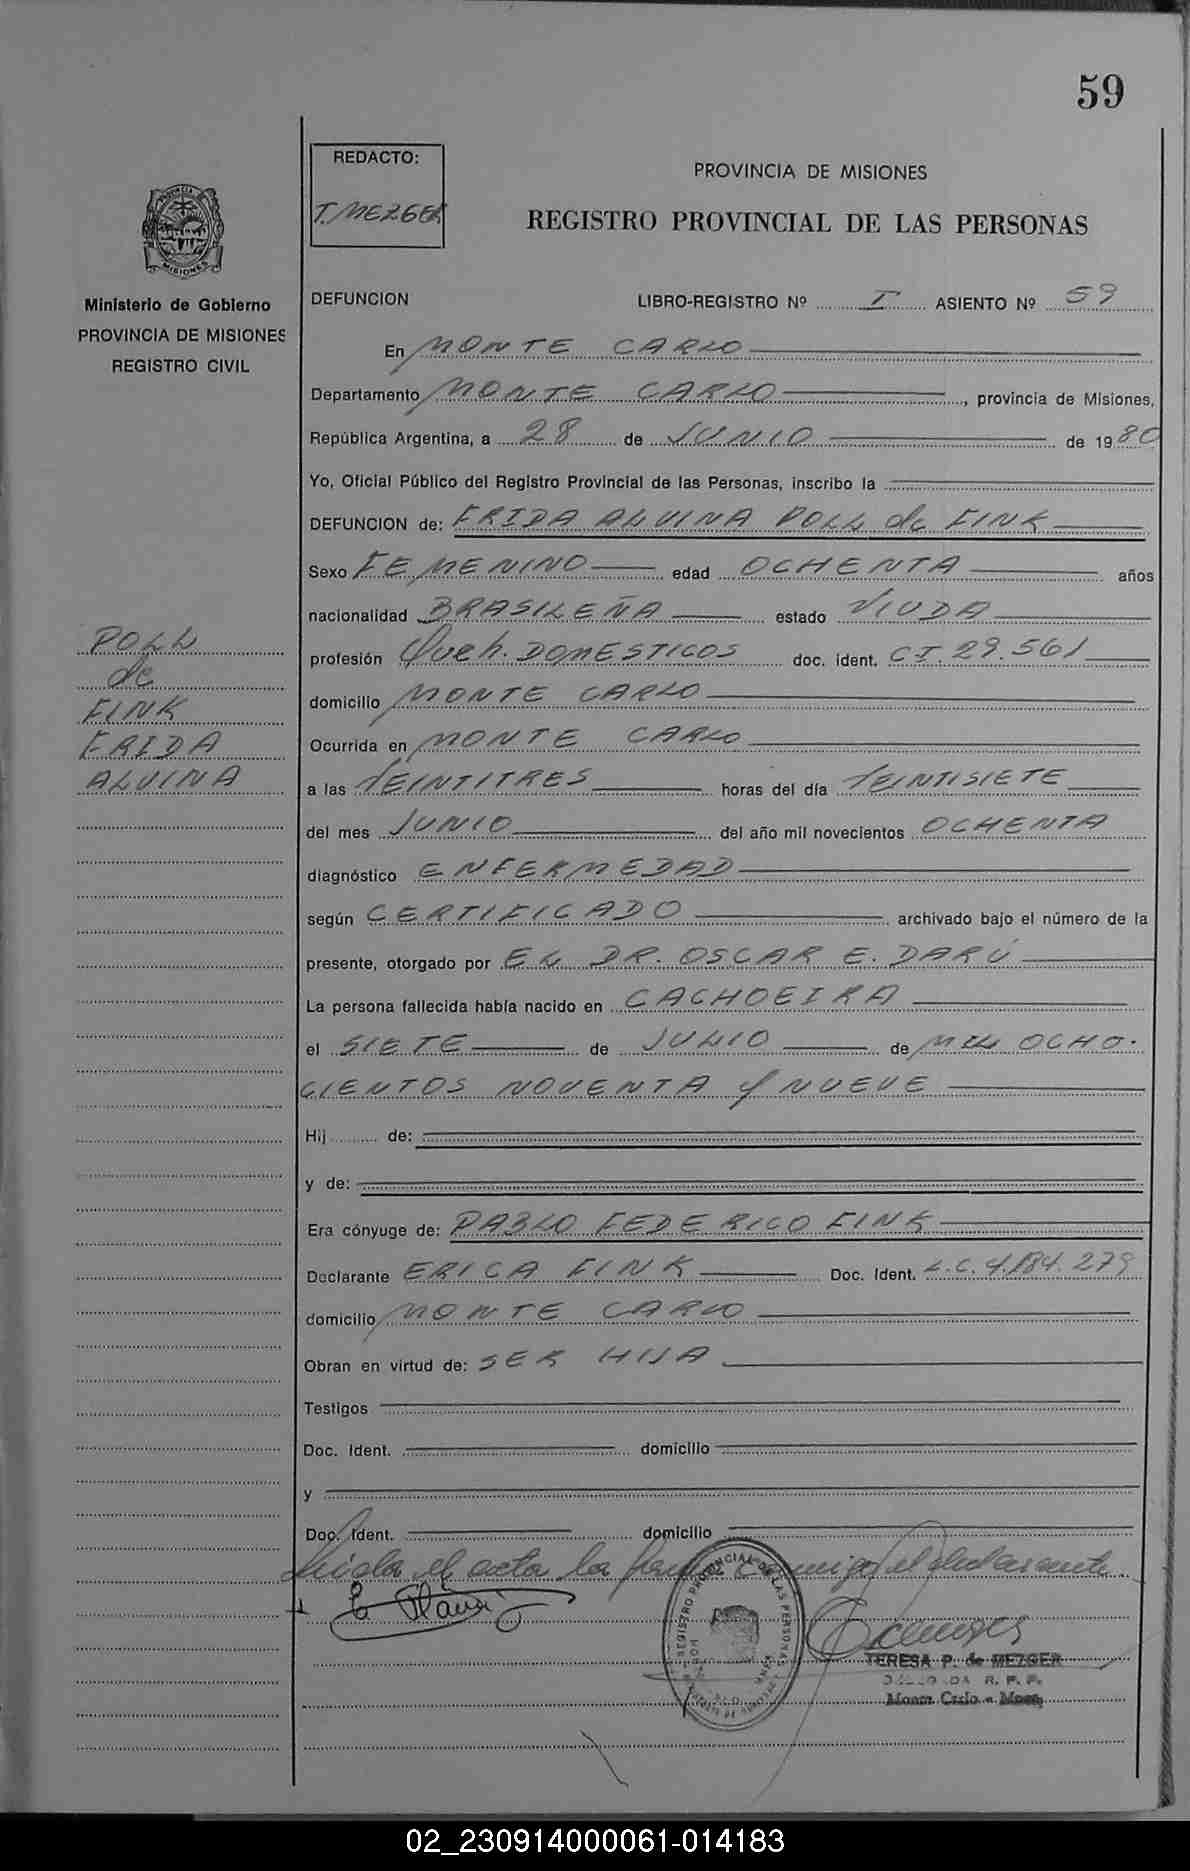 59
REDACTO:
T. MEZGER
PROVINCIA DE MISIONES
REGISTRO PROVINCIAL DE LAS PERSONAS
PROVINCIA DE
MISIONES
Ministerio de Gobierno
PROVINCIA DE MISIONES
REGISTRO CIVIL
DEFUNCION LIBRO-REGISTRO Nº I ASIENTO Nº 59
En MONTE CARLO
Departamento MONTE CARLO, provincia de Misiones,
República Argentina, a 28 de JUNIO de 1980
Yo, Oficial Público del Registro Provincial de las Personas, inscribo la
DEFUNCION de: FRIDA ALVINA POLL de FINK
Sexo FEMENINO edad OCHENTA años
nacionalidad BRASILEÑA estado VIUDA
profesión Queh. DOMESTICOS doc. ident. CI. 29.561
domicilio MONTE CARLO
Ocurrida en MONTE CARLO
a las VEINTITRES horas del día VEINTISIETE
del mes JUNIO del año mil novecientos OCHENTA
diagnóstico ENFERMEDAD
según CERTIFICADO archivado bajo el número de la
presente, otorgado por EL DR. OSCAR E. DARÚ
La persona fallecida había nacido en CACHOEIRA
el SIETE de JULIO de MIL OCHO-
CIENTOS NOVENTA y NUEVE
Hij de:
y de:
Era cónyuge de: PABLO FEDERICO FINK
Declarante ERICA FINK Doc. Ident. L.C. 4.184.279
domicilio MONTE CARLO
Obran en virtud de: SER HIJA
Testigos
Doc. Ident. domicilio
y
Doc. Ident. domicilio
Leida el acta la firma conmigo el declarante
POLL
de
FINK
FRIDA
ALVINA
REGISTRO PROVINCIAL DE LAS PERSONAS
TERESA P. de MEZGER
R. P. P.
Monte Carlo - Mnes.
02_230914000061-014183